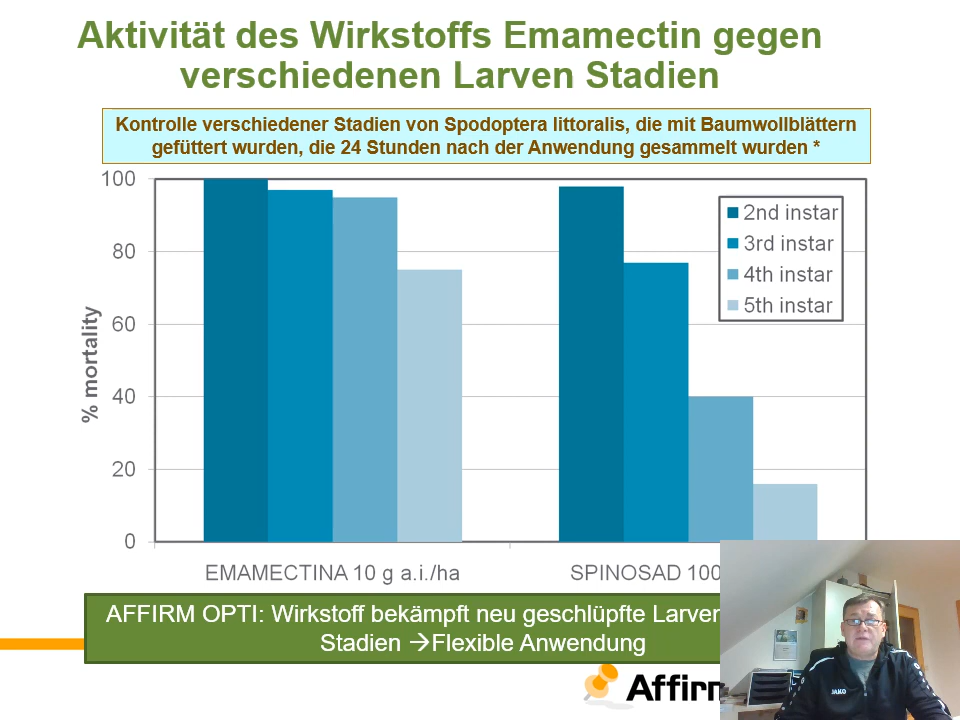 Aktivität des Wirkstoffs Emamectin gegen
verschiedenen Larven Stadien
Kontrolle verschiedener Stadien von Spodoptera littoralis, die mit Baumwollblättern
gefüttert wurden, die 24 Stunden nach der Anwendung gesammelt wurden *
100
80
60
40
20
0
% mortality
2nd instar
3rd instar
4th instar
5th instar
EMAMECTINA 10 g a.i./ha
SPINOSAD 100
AFFIRM OPTI: Wirkstoff bekämpft neu geschlüpfte Larven
Stadien →Flexible Anwendung
Affirm
JAKO